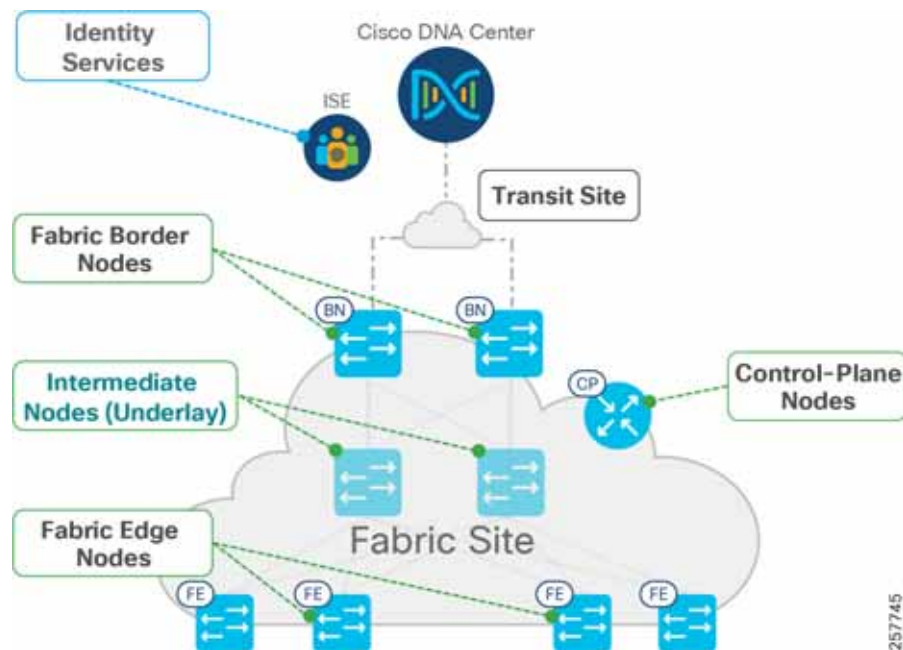 Identity
Services
Cisco DNA Center
ISE
Transit Site
Fabric Border
Nodes
BN
BN
Intermediate
Nodes (Underlay)
CP
Control-Plane
Nodes
Fabric Edge
Nodes
Fabric Site
FE
FE
FE
FE
257745